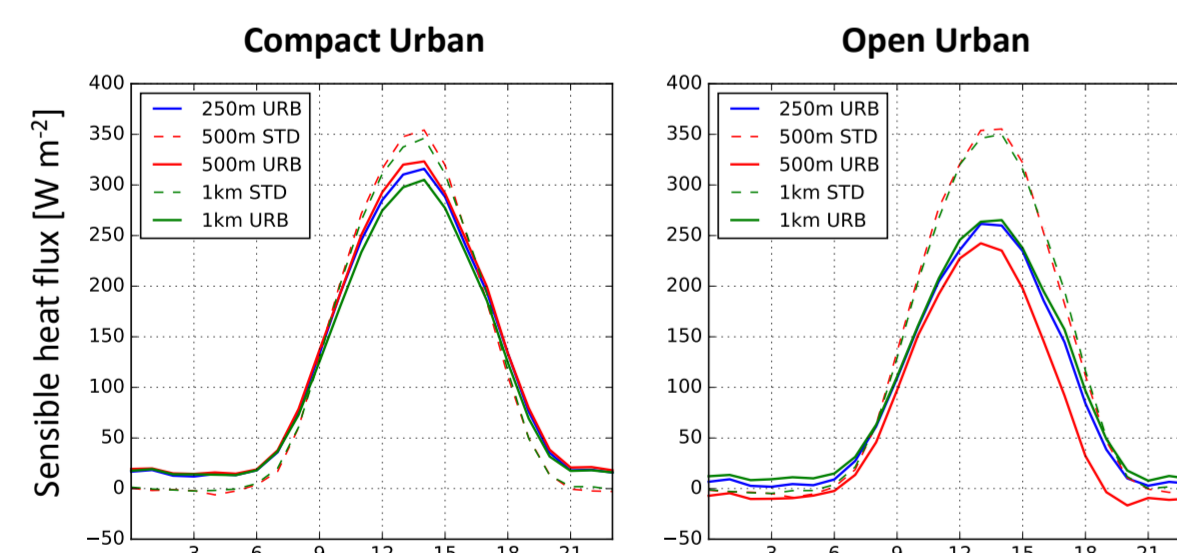 Compact Urban
Open Urban
Sensible heat flux [W m-2]
400
350
300
250
200
150
100
50
0
−50
250m URB
500m STD
500m URB
1km STD
1km URB
3 6 9 12 15 18 21
400
350
300
250
200
150
100
50
0
−50
250m URB
500m STD
500m URB
1km STD
1km URB
3 6 9 12 15 18 21